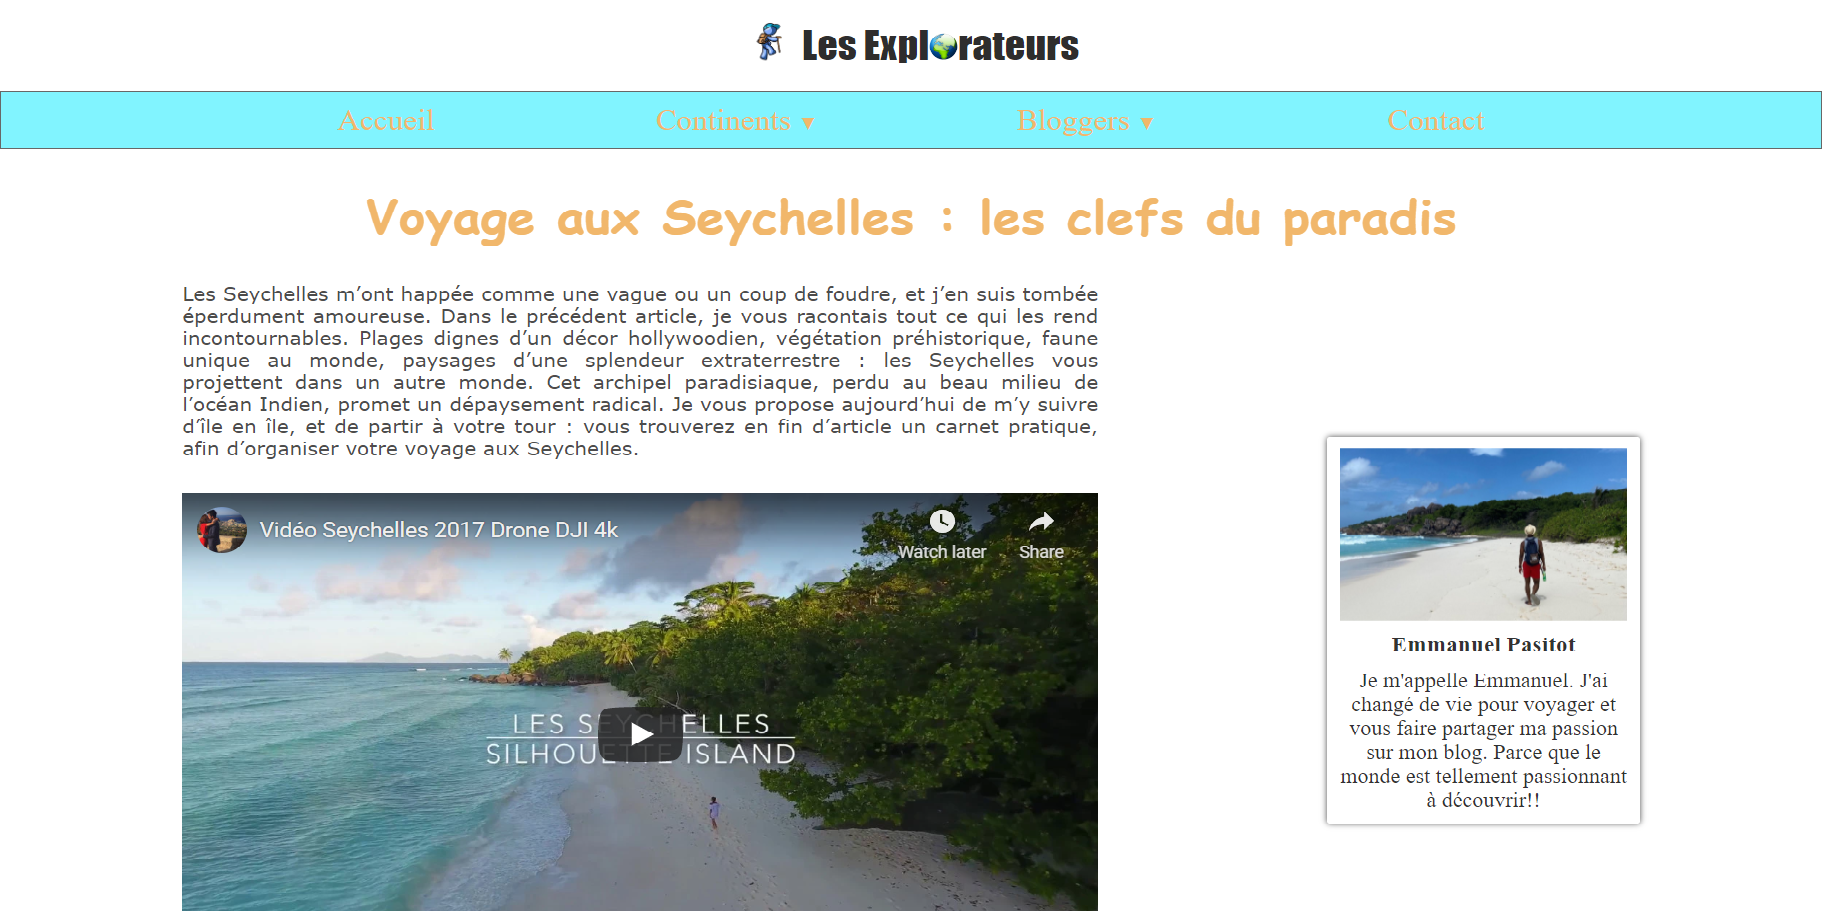 Les Explorateurs
Accueil
Continents ▼
Bloggers ▼
Contact
Voyage aux Seychelles : les clefs du paradis
Les Seychelles m’ont happée comme une vague ou un coup de foudre, et j’en suis tombée
éperdument amoureuse. Dans le précédent article, je vous racontais tout ce qui les rend
incontournables. Plages dignes d’un décor hollywoodien, végétation préhistorique, faune
unique au monde, paysages d’une splendeur extraterrestre : les Seychelles vous
projettent dans un autre monde. Cet archipel paradisiaque, perdu au beau milieu de
l’océan Indien, promet un dépaysement radical. Je vous propose aujourd’hui de m’y suivre
d’île en île, et de partir à votre tour : vous trouverez en fin d’article un carnet pratique,
afin d’organiser votre voyage aux Seychelles.
Vidéo Seychelles 2017 Drone DJI 4k
Watch later
Share
LES SEYCHELLES
SILHOUETTE ISLAND
Emmanuel Pasitot
Je m'appelle Emmanuel. J'ai
changé de vie pour voyager et
vous faire partager ma passion
sur mon blog. Parce que le
monde est tellement passionnant
à découvrir!!